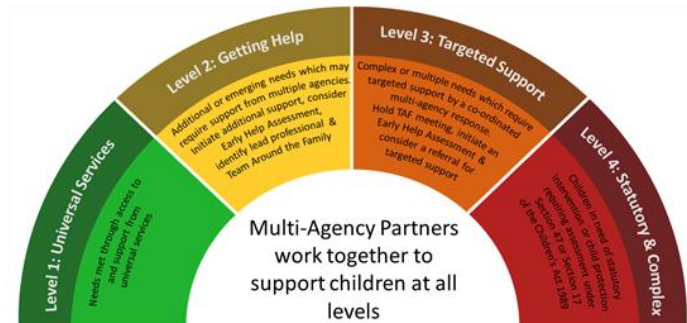 Level 1: Universal Services
Needs met through access to
and support from
universal services
Level 2: Getting Help
Additional or emerging needs which may
require support from multiple agencies.
Initiate additional support, consider
Early Help Assessment,
identify lead professional &
Team Around the Family
Level 3: Targeted Support
Complex or multiple needs which require
targeted support by a co-ordinated
multi-agency response.
Hold TAF meeting, initiate an
Early Help Assessment &
consider a referral for
targeted support
Level 4: Statutory & Complex
Children in need of statutory
intervention or child protection
requiring assessment under
Section 47 or Section 17
of the Children's Act 1989
Multi-Agency Partners
work together to
support children at all
levels